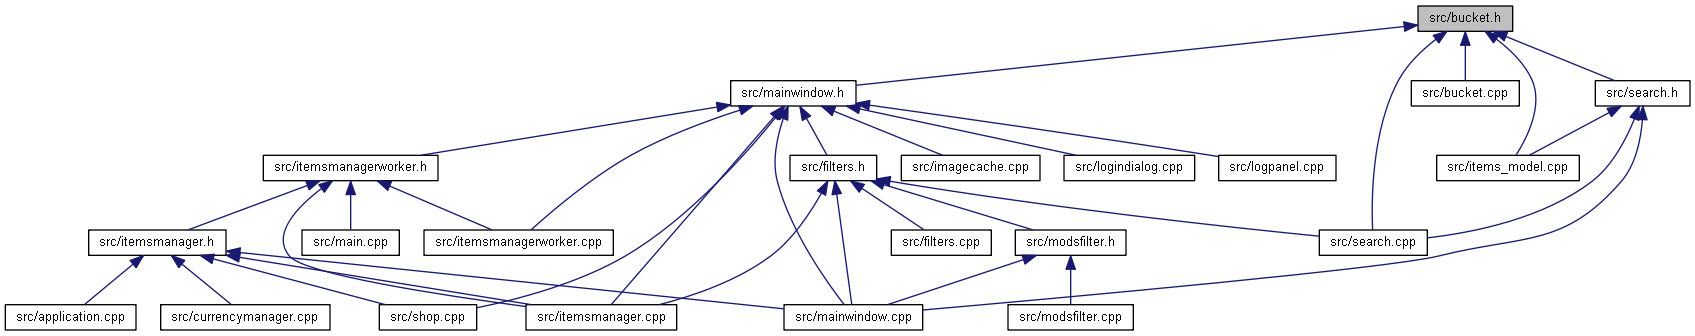 src/bucket.h
src/mainwindow.h
src/bucket.cpp
src/search.h
src/itemsmanagerworker.h
src/filters.h
src/imagecache.cpp
src/logindialog.cpp
src/logpanel.cpp
src/items_model.cpp
src/itemsmanager.h
src/main.cpp
src/itemsmanagerworker.cpp
src/filters.cpp
src/modsfilter.h
src/search.cpp
src/application.cpp
src/currencymanager.cpp
src/shop.cpp
src/itemsmanager.cpp
src/mainwindow.cpp
src/modsfilter.cpp